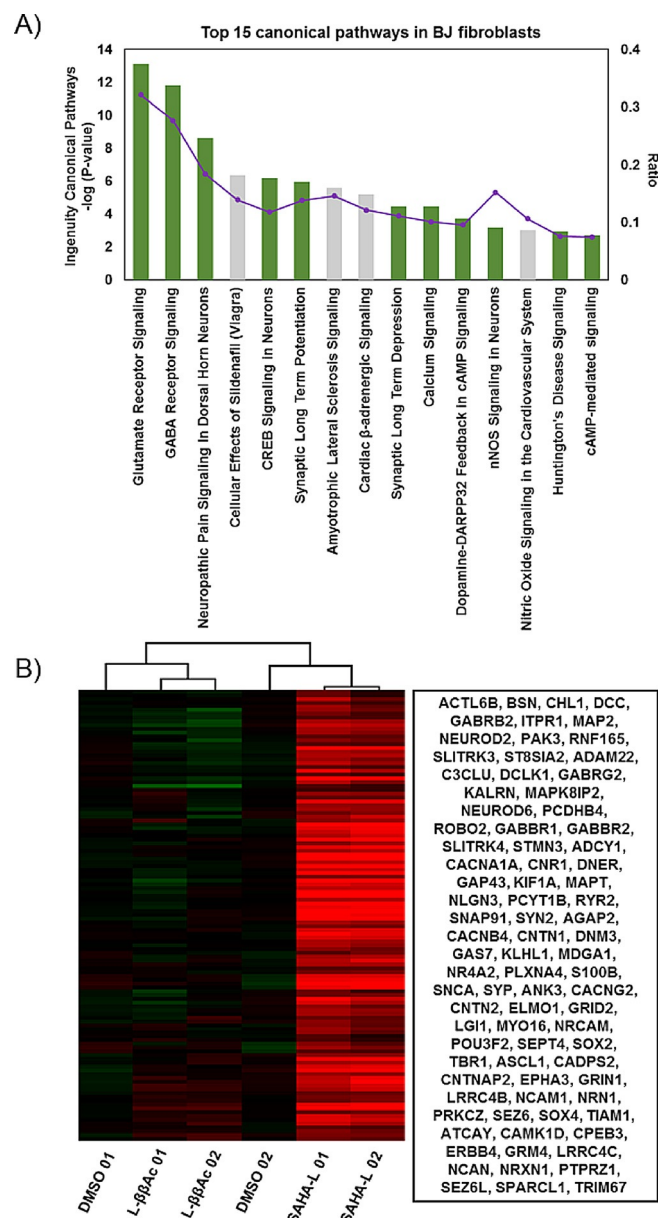 A)
Top 15 canonical pathways in BJ fibroblasts
Ingenuity Canonical Pathways
-log (P-value)
14
12
10
8
6
4
2
0
0.4
0.3
0.2
0.1
0
Ratio
Glutamate Receptor Signaling
GABA Receptor Signaling
Neuropathic Pain Signaling In Dorsal Horn Neurons
Cellular Effects of Sildenafil (Viagra)
CREB Signaling in Neurons
Synaptic Long Term Potentiation
Amyotrophic Lateral Sclerosis Signaling
Cardiac β-adrenergic Signaling
Synaptic Long Term Depression
Calcium Signaling
Dopamine-DARPP32 Feedback in cAMP Signaling
nNOS Signaling in Neurons
Nitric Oxide Signaling in the Cardiovascular System
Huntington's Disease Signaling
cAMP-mediated signaling
B)
ACTL6B, BSN, CHL1, DCC,
GABRB2, ITPR1, MAP2,
NEUROD2, PAK3, RNF165,
SLITRK3, ST8SIA2, ADAM22,
C3CLU, DCLK1, GABRG2,
KALRN, MAPK8IP2,
NEUROD6, PCDHB4,
ROBO2, GABBR1, GABBR2,
SLITRK4, STMN3, ADCY1,
CACNA1A, CNR1, DNER,
GAP43, KIF1A, MAPT,
NLGN3, PCYT1B, RYR2,
SNAP91, SYN2, AGAP2,
CACNB4, CNTN1, DNM3,
GAS7, KLHL1, MDGA1,
NR4A2, PLXNA4, S100B,
SNCA, SYP, ANK3, CACNG2,
CNTN2, ELMO1, GRID2,
LGI1, MYO16, NRCAM,
POU3F2, SEPT4, SOX2,
TBR1, ASCL1, CADPS2,
CNTNAP2, EPHA3, GRIN1,
LRRC4B, NCAM1, NRN1,
PRKCZ, SEZ6, SOX4, TIAM1,
ATCAY, CAMK1D, CPEB3,
ERBB4, GRM4, LRRC4C,
NCAN, NRXN1, PTPRZ1,
SEZ6L, SPARCL1, TRIM67
DMSO 01
L-ββAc 01
L-ββAc 02
DMSO 02
SAHA-L 01
SAHA-L 02